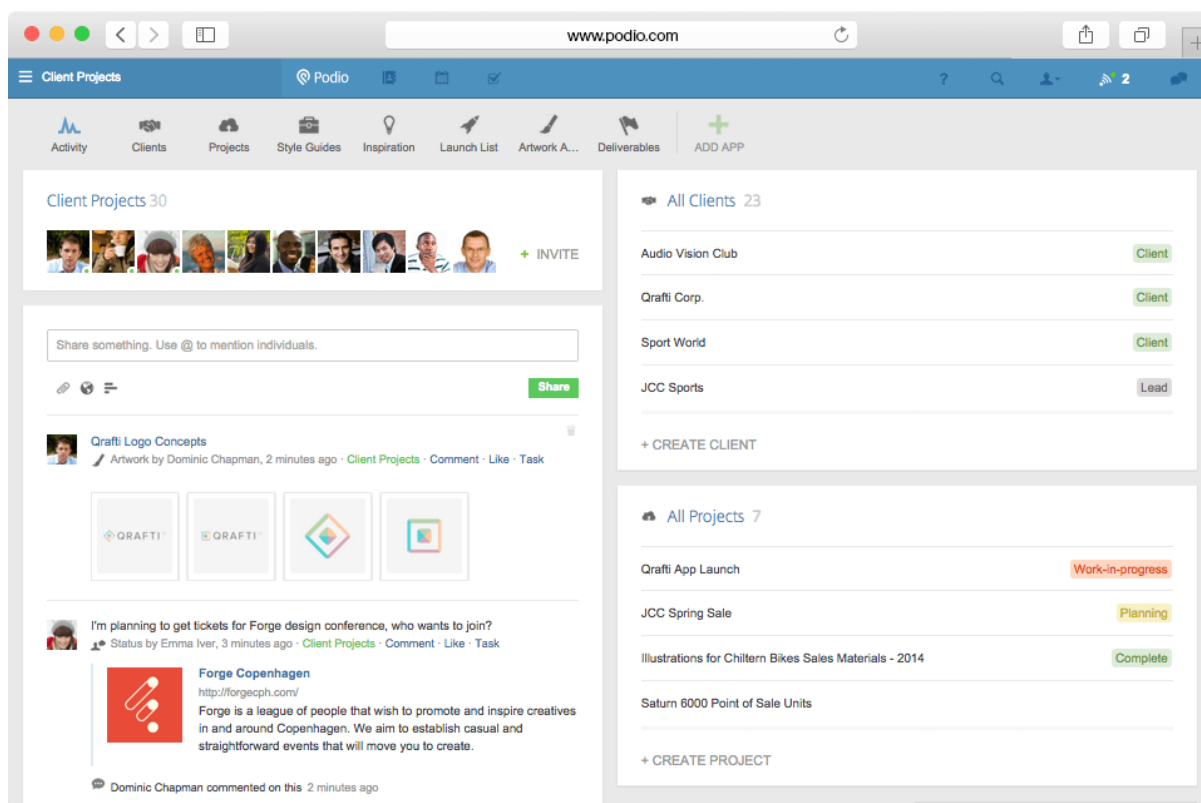 www.podio.com
Client Projects
Podio
?
2
Activity
Clients
Projects
Style Guides
Inspiration
Launch List
Artwork A...
Deliverables
ADD APP
Client Projects 30
+ INVITE
Share something. Use @ to mention individuals.
Share
Qrafti Logo Concepts
Artwork by Dominic Chapman, 2 minutes ago · Client Projects · Comment · Like · Task
QRAFTI
QRAFTI
I'm planning to get tickets for Forge design conference, who wants to join?
Status by Emma Iver, 3 minutes ago · Client Projects · Comment · Like · Task
Forge Copenhagen
http://forgecph.com/
Forge is a league of people that wish to promote and inspire creatives
in and around Copenhagen. We aim to establish casual and
straightforward events that will move you to create.
Dominic Chapman commented on this 2 minutes ago
All Clients 23
Audio Vision Club Client
Qrafti Corp. Client
Sport World Client
JCC Sports Lead
+ CREATE CLIENT
All Projects 7
Qrafti App Launch Work-in-progress
JCC Spring Sale Planning
Illustrations for Chiltern Bikes Sales Materials - 2014 Complete
Saturn 6000 Point of Sale Units
+ CREATE PROJECT